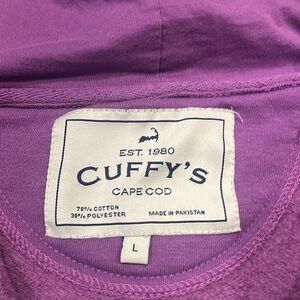 EST. 1980
CUFFY'S
CAPE COD
70% COTTON
30% POLYESTER MADE IN PAKISTAN
L